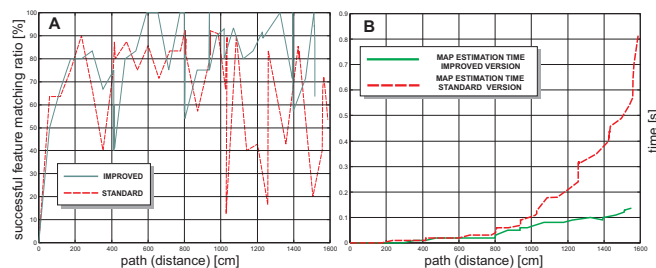 A
successful feature matching ratio [%]
100
90
80
70
60
50
40
30
20
10
0
IMPROVED
STANDARD
0 200 400 600 800 1000 1200 1400 1600
path (distance) [cm]
B
MAP ESTIMATION TIME
IMPROVED VERSION
MAP ESTIMATION TIME
STANDARD VERSION
0.9
0.8
0.7
0.6
0.5
0.4
0.3
0.2
0.1
0
time [s]
0 200 400 600 800 1000 1200 1400 1600
path (distance) [cm]